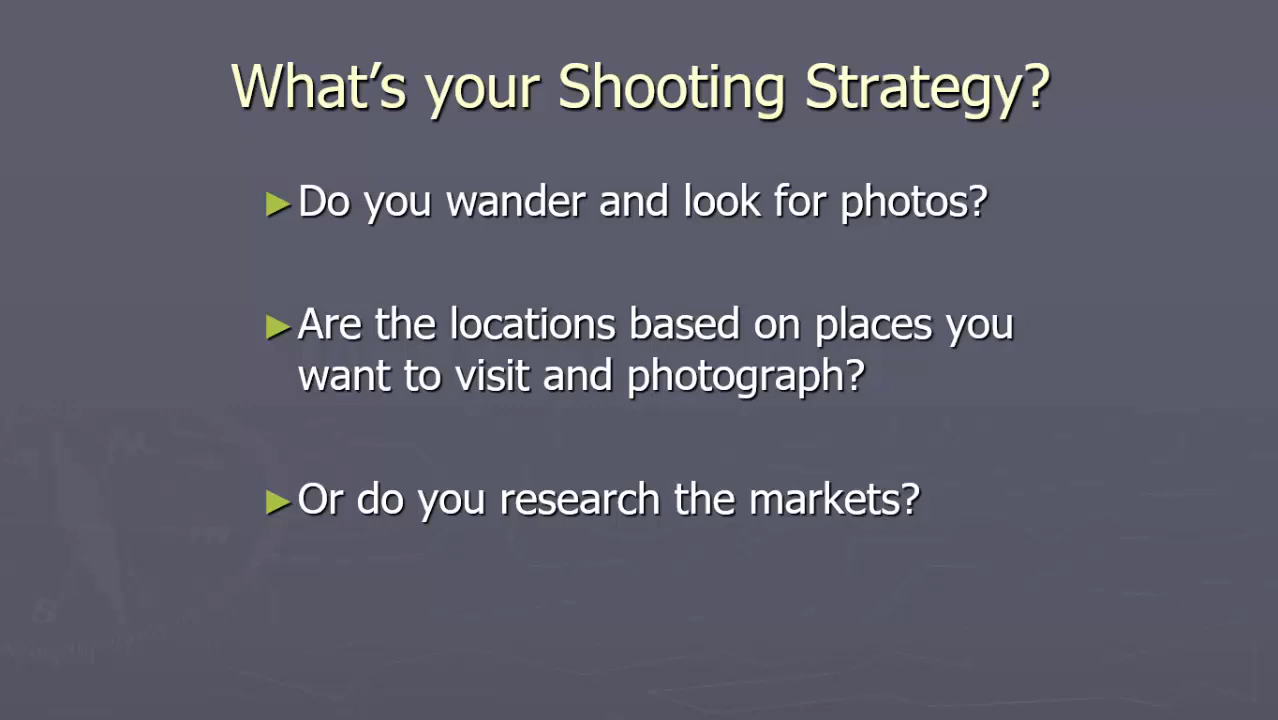 What’s your Shooting Strategy?
►Do you wander and look for photos?
►Are the locations based on places you
want to visit and photograph?
►Or do you research the markets?